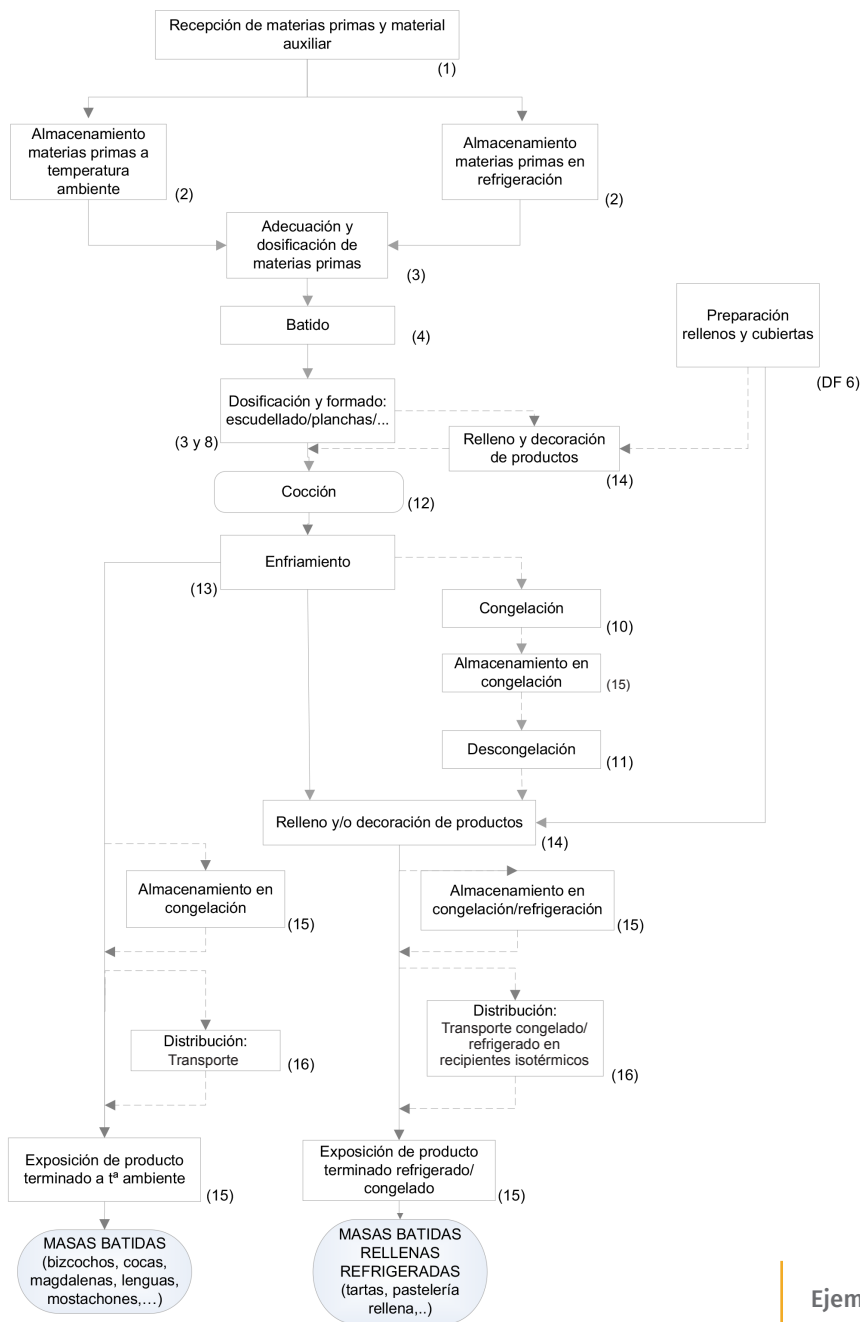 Recepción de materias primas y material
auxiliar
(1)
Almacenamiento
materias primas a
temperatura
ambiente
(2)
Almacenamiento
materias primas en
refrigeración
(2)
Adecuación y
dosificación de
materias primas
(3)
Batido
(4)
Preparación
rellenos y cubiertas
(DF 6)
Dosificación y formado:
escudellado/planchas/...
(3 y 8)
Relleno y decoración
de productos
(14)
Cocción
(12)
Enfriamiento
(13)
Congelación
(10)
Almacenamiento en
congelación
(15)
Descongelación
(11)
Relleno y/o decoración de productos
(14)
Almacenamiento en
congelación
(15)
Almacenamiento en
congelación/refrigeración
(15)
Distribución:
Transporte
(16)
Distribución:
Transporte congelado/
refrigerado en
recipientes isotérmicos
(16)
Exposición de producto
terminado a tª ambiente
(15)
Exposición de producto
terminado refrigerado/
congelado
(15)
MASAS BATIDAS
(bizcochos, cocas,
magdalenas, lenguas,
mostachones,...)
MASAS BATIDAS
RELLENAS
REFRIGERADAS
(tartas, pastelería
rellena,..)
Ejem